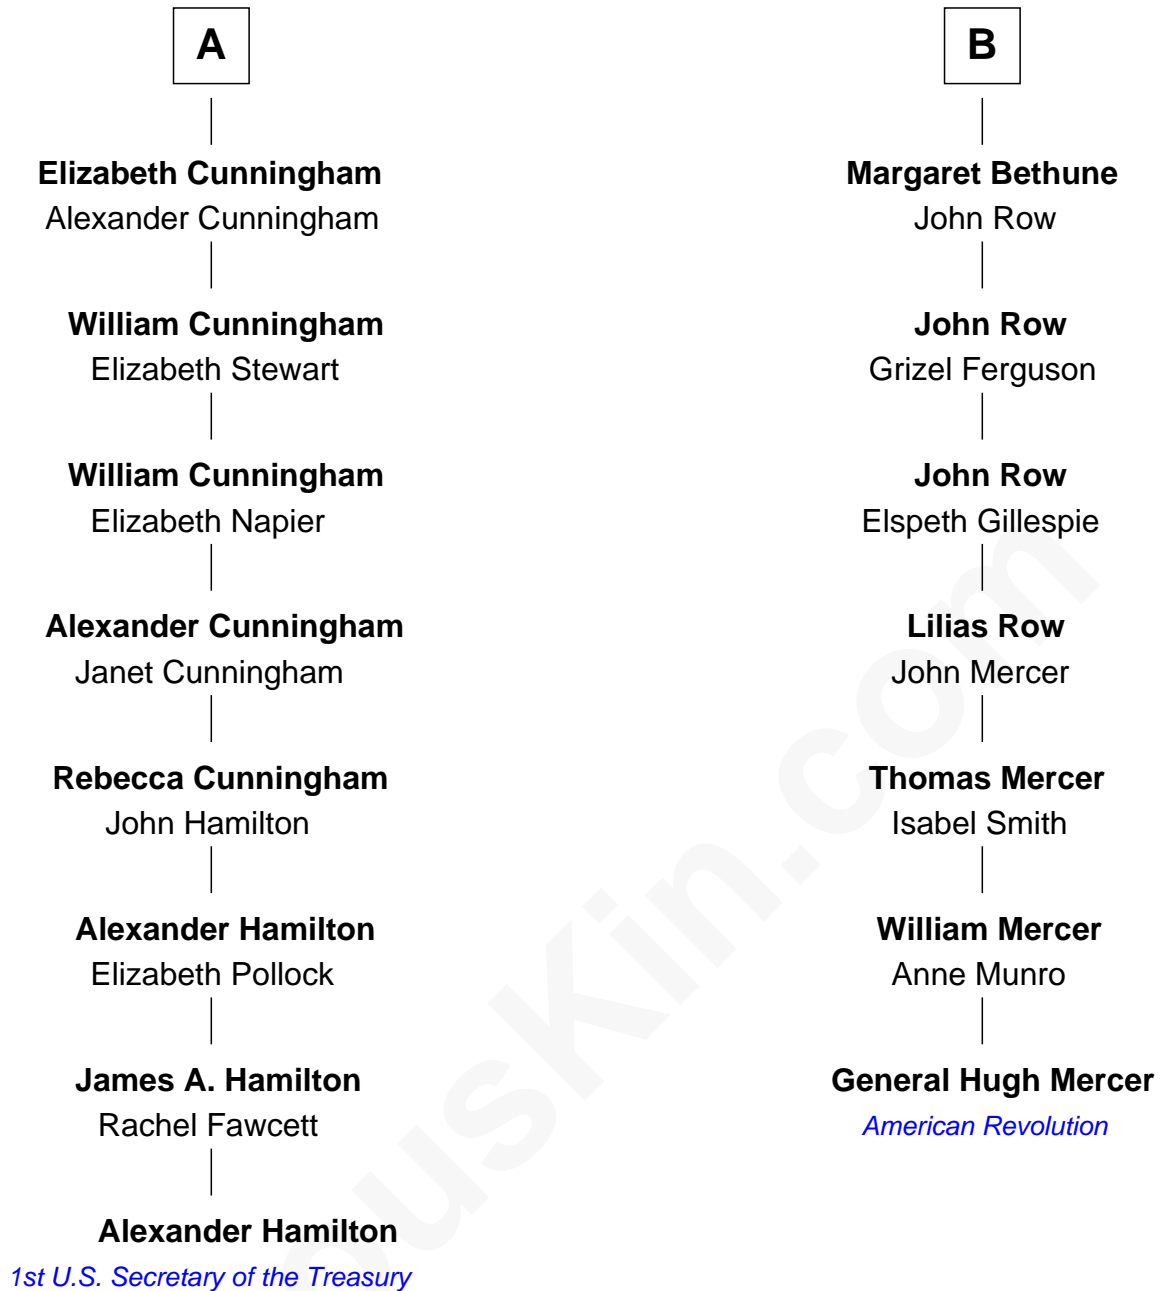 A
Elizabeth Cunningham
Alexander Cunningham
William Cunningham
Elizabeth Stewart
William Cunningham
Elizabeth Napier
Alexander Cunningham
Janet Cunningham
Rebecca Cunningham
John Hamilton
Alexander Hamilton
Elizabeth Pollock
James A. Hamilton
Rachel Fawcett
Alexander Hamilton
1st U.S. Secretary of the Treasury
B
Margaret Bethune
John Row
John Row
Grizel Ferguson
John Row
Elspeth Gillespie
Lilias Row
John Mercer
Thomas Mercer
Isabel Smith
William Mercer
Anne Munro
General Hugh Mercer
American Revolution
ousKin.com